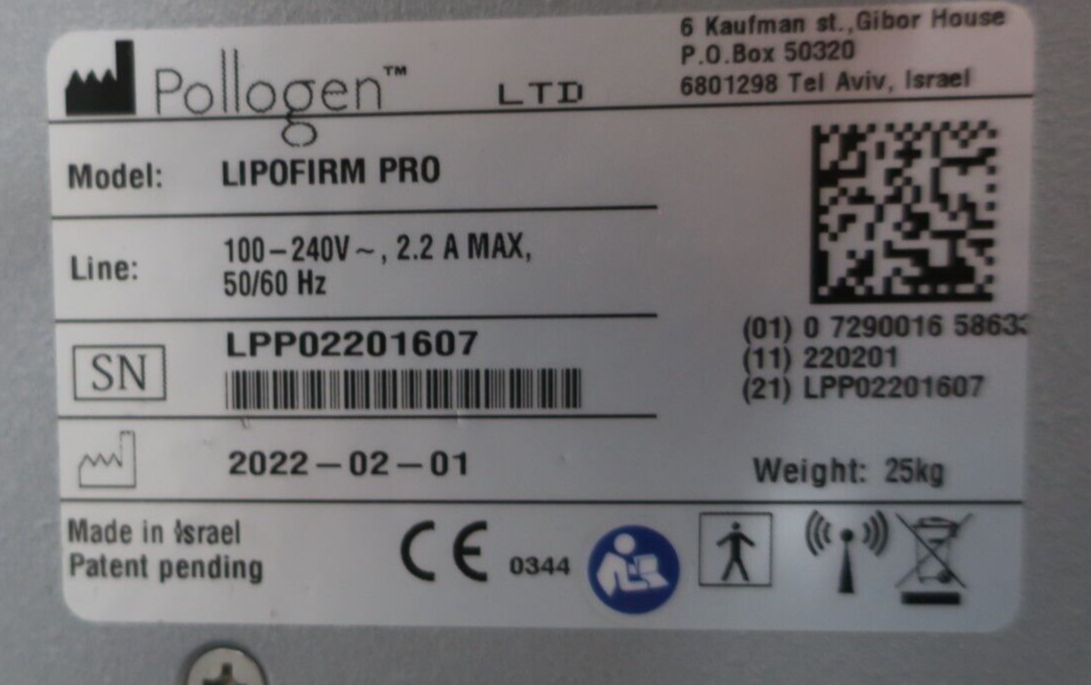 Pollogen™ LTD
6 Kaufman st.,Gibor House
P.O.Box 50320
6801298 Tel Aviv, Israel
Model: LIPOFIRM PRO
Line: 100-240V~, 2.2 A MAX,
50/60 Hz
SN LPP02201607
2022-02-01
(01) 0 7290016 58633
(11) 220201
(21) LPP02201607
Weight: 25kg
Made in Israel
Patent pending
CE 0344